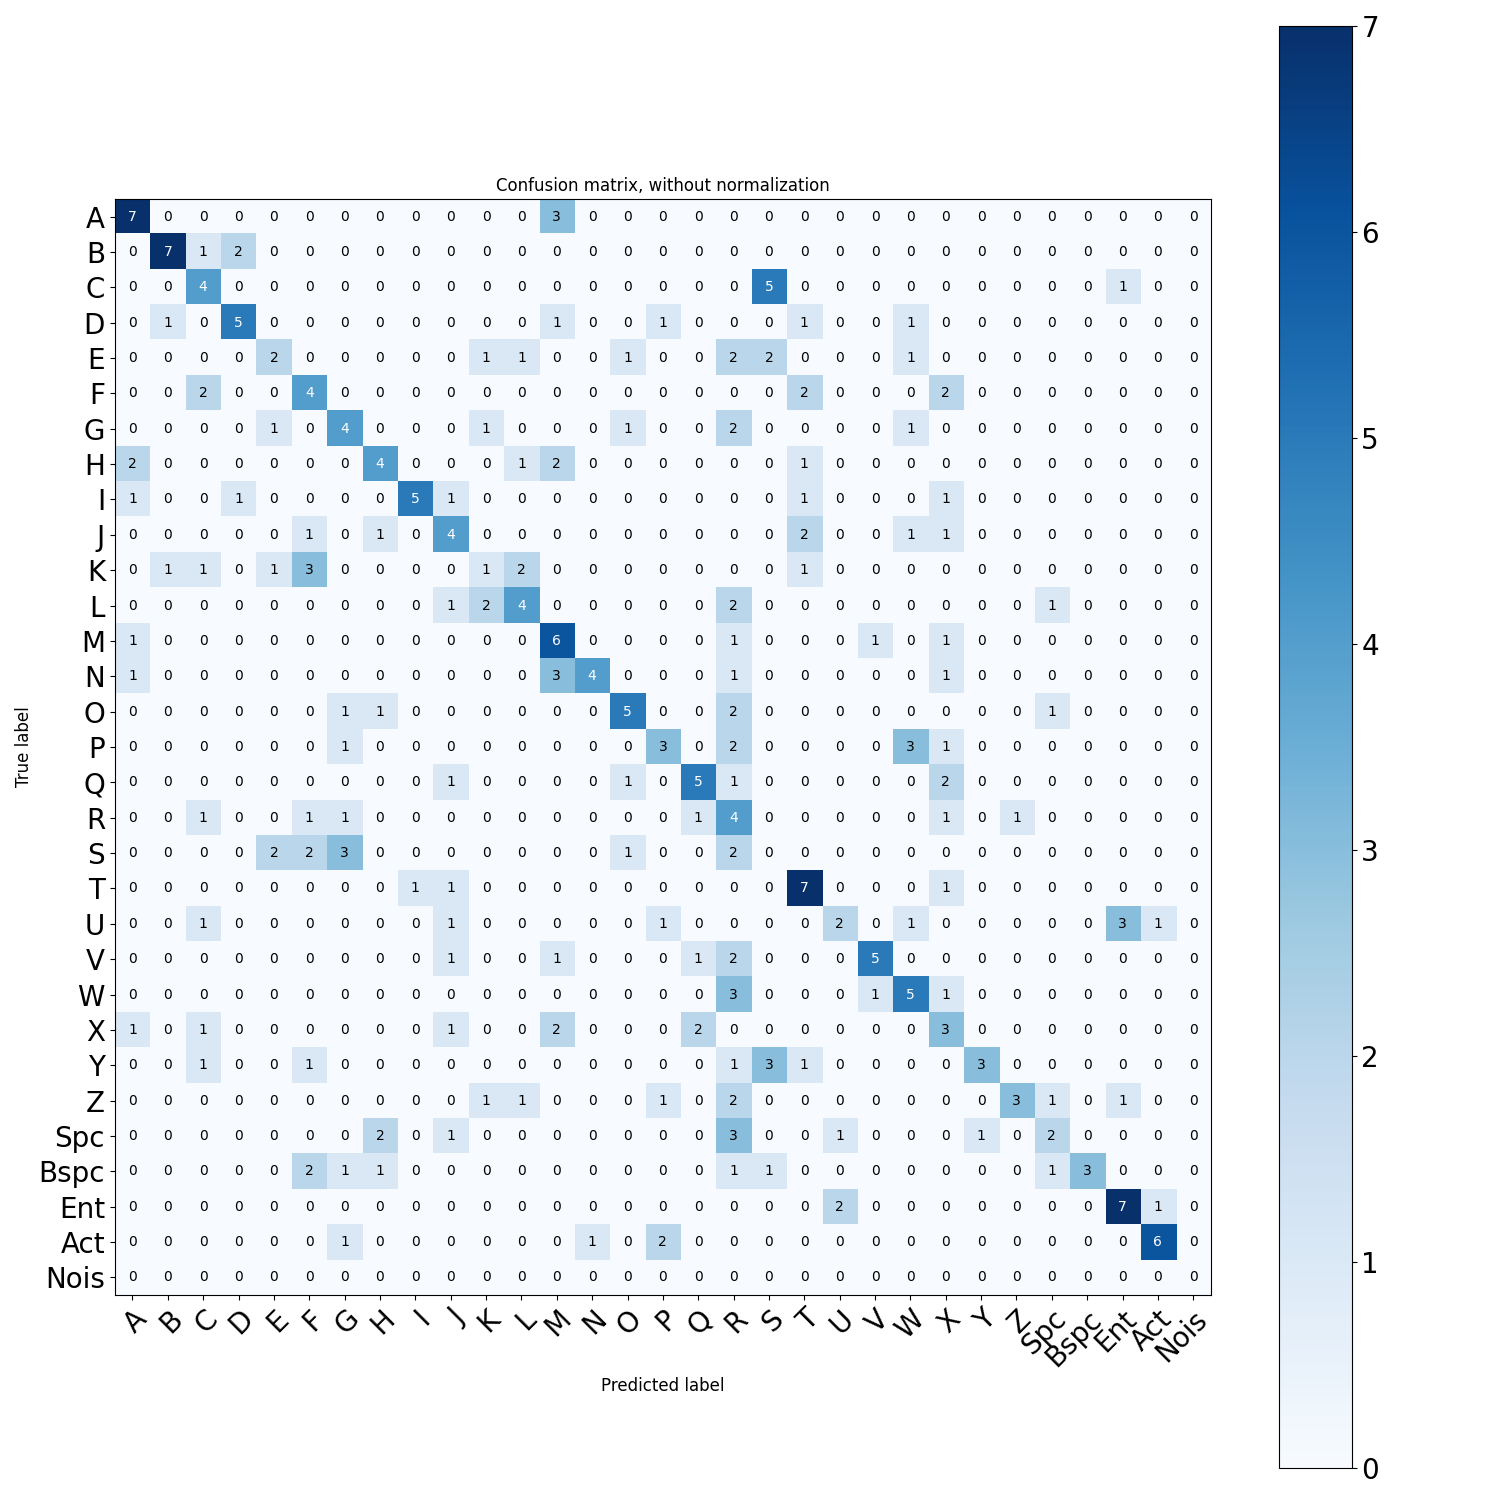 Confusion matrix, without normalization
A 7 0 0 0 0 0 0 0 0 0 0 0 3 0 0 0 0 0 0 0 0 0 0 0 0 0 0 0 0 0 0
B 0 7 1 2 0 0 0 0 0 0 0 0 0 0 0 0 0 0 0 0 0 0 0 0 0 0 0 0 0 0 0
C 0 0 4 0 0 0 0 0 0 0 0 0 0 0 0 0 0 0 5 0 0 0 0 0 0 0 0 0 1 0 0
D 0 1 0 5 0 0 0 0 0 0 0 0 1 0 0 1 0 0 0 1 0 0 1 0 0 0 0 0 0 0 0
E 0 0 0 0 2 0 0 0 0 0 1 1 0 0 1 0 0 2 2 0 0 0 1 0 0 0 0 0 0 0 0
F 0 0 2 0 0 4 0 0 0 0 0 0 0 0 0 0 0 0 0 2 0 0 0 2 0 0 0 0 0 0 0
G 0 0 0 0 1 0 4 0 0 0 1 0 0 0 1 0 0 2 0 0 0 0 1 0 0 0 0 0 0 0 0
H 2 0 0 0 0 0 0 4 0 0 0 1 2 0 0 0 0 0 0 1 0 0 0 0 0 0 0 0 0 0 0
I 1 0 0 1 0 0 0 0 5 1 0 0 0 0 0 0 0 0 0 1 0 0 0 1 0 0 0 0 0 0 0
J 0 0 0 0 0 1 0 1 0 4 0 0 0 0 0 0 0 0 0 2 0 0 1 1 0 0 0 0 0 0 0
K 0 1 1 0 1 3 0 0 0 0 1 2 0 0 0 0 0 0 0 1 0 0 0 0 0 0 0 0 0 0 0
L 0 0 0 0 0 0 0 0 0 1 2 4 0 0 0 0 0 2 0 0 0 0 0 0 0 0 1 0 0 0 0
M 1 0 0 0 0 0 0 0 0 0 0 0 6 0 0 0 0 1 0 0 0 1 0 1 0 0 0 0 0 0 0
N 1 0 0 0 0 0 0 0 0 0 0 0 3 4 0 0 0 1 0 0 0 0 0 1 0 0 0 0 0 0 0
O 0 0 0 0 0 0 1 1 0 0 0 0 0 0 5 0 0 2 0 0 0 0 0 0 0 0 1 0 0 0 0
P 0 0 0 0 0 0 1 0 0 0 0 0 0 0 0 3 0 2 0 0 0 0 3 1 0 0 0 0 0 0 0
Q 0 0 0 0 0 0 0 0 0 1 0 0 0 0 1 0 5 1 0 0 0 0 0 2 0 0 0 0 0 0 0
R 0 0 1 0 0 1 1 0 0 0 0 0 0 0 0 0 1 4 0 0 0 0 0 1 0 1 0 0 0 0 0
S 0 0 0 0 2 2 3 0 0 0 0 0 0 0 1 0 0 2 0 0 0 0 0 0 0 0 0 0 0 0 0
T 0 0 0 0 0 0 0 0 1 1 0 0 0 0 0 0 0 0 0 7 0 0 0 1 0 0 0 0 0 0 0
U 0 0 1 0 0 0 0 0 0 1 0 0 0 0 0 1 0 0 0 0 2 0 1 0 0 0 0 0 3 1 0
V 0 0 0 0 0 0 0 0 0 1 0 0 1 0 0 0 1 2 0 0 0 5 0 0 0 0 0 0 0 0 0
W 0 0 0 0 0 0 0 0 0 0 0 0 0 0 0 0 0 3 0 0 0 1 5 1 0 0 0 0 0 0 0
X 1 0 1 0 0 0 0 0 0 1 0 0 2 0 0 0 2 0 0 0 0 0 0 3 0 0 0 0 0 0 0
Y 0 0 1 0 0 1 0 0 0 0 0 0 0 0 0 0 0 1 3 1 0 0 0 0 3 0 0 0 0 0 0
Z 0 0 0 0 0 0 0 0 0 0 1 1 0 0 0 1 0 2 0 0 0 0 0 0 0 3 1 0 1 0 0
Spc 0 0 0 0 0 0 0 2 0 1 0 0 0 0 0 0 0 3 0 0 1 0 0 0 1 0 2 0 0 0 0
Bspc 0 0 0 0 0 2 1 1 0 0 0 0 0 0 0 0 0 1 1 0 0 0 0 0 0 0 1 3 0 0 0
Ent 0 0 0 0 0 0 0 0 0 0 0 0 0 0 0 0 0 0 0 0 2 0 0 0 0 0 0 0 7 1 0
Act 0 0 0 0 0 0 1 0 0 0 0 0 0 1 0 2 0 0 0 0 0 0 0 0 0 0 0 0 0 6 0
Nois 0 0 0 0 0 0 0 0 0 0 0 0 0 0 0 0 0 0 0 0 0 0 0 0 0 0 0 0 0 0 0
A B C D E F G H I J K L M N O P Q R S T U V W X Y Z Spc Bspc Ent Act Nois
Predicted label
True label
7
6
5
4
3
2
1
0